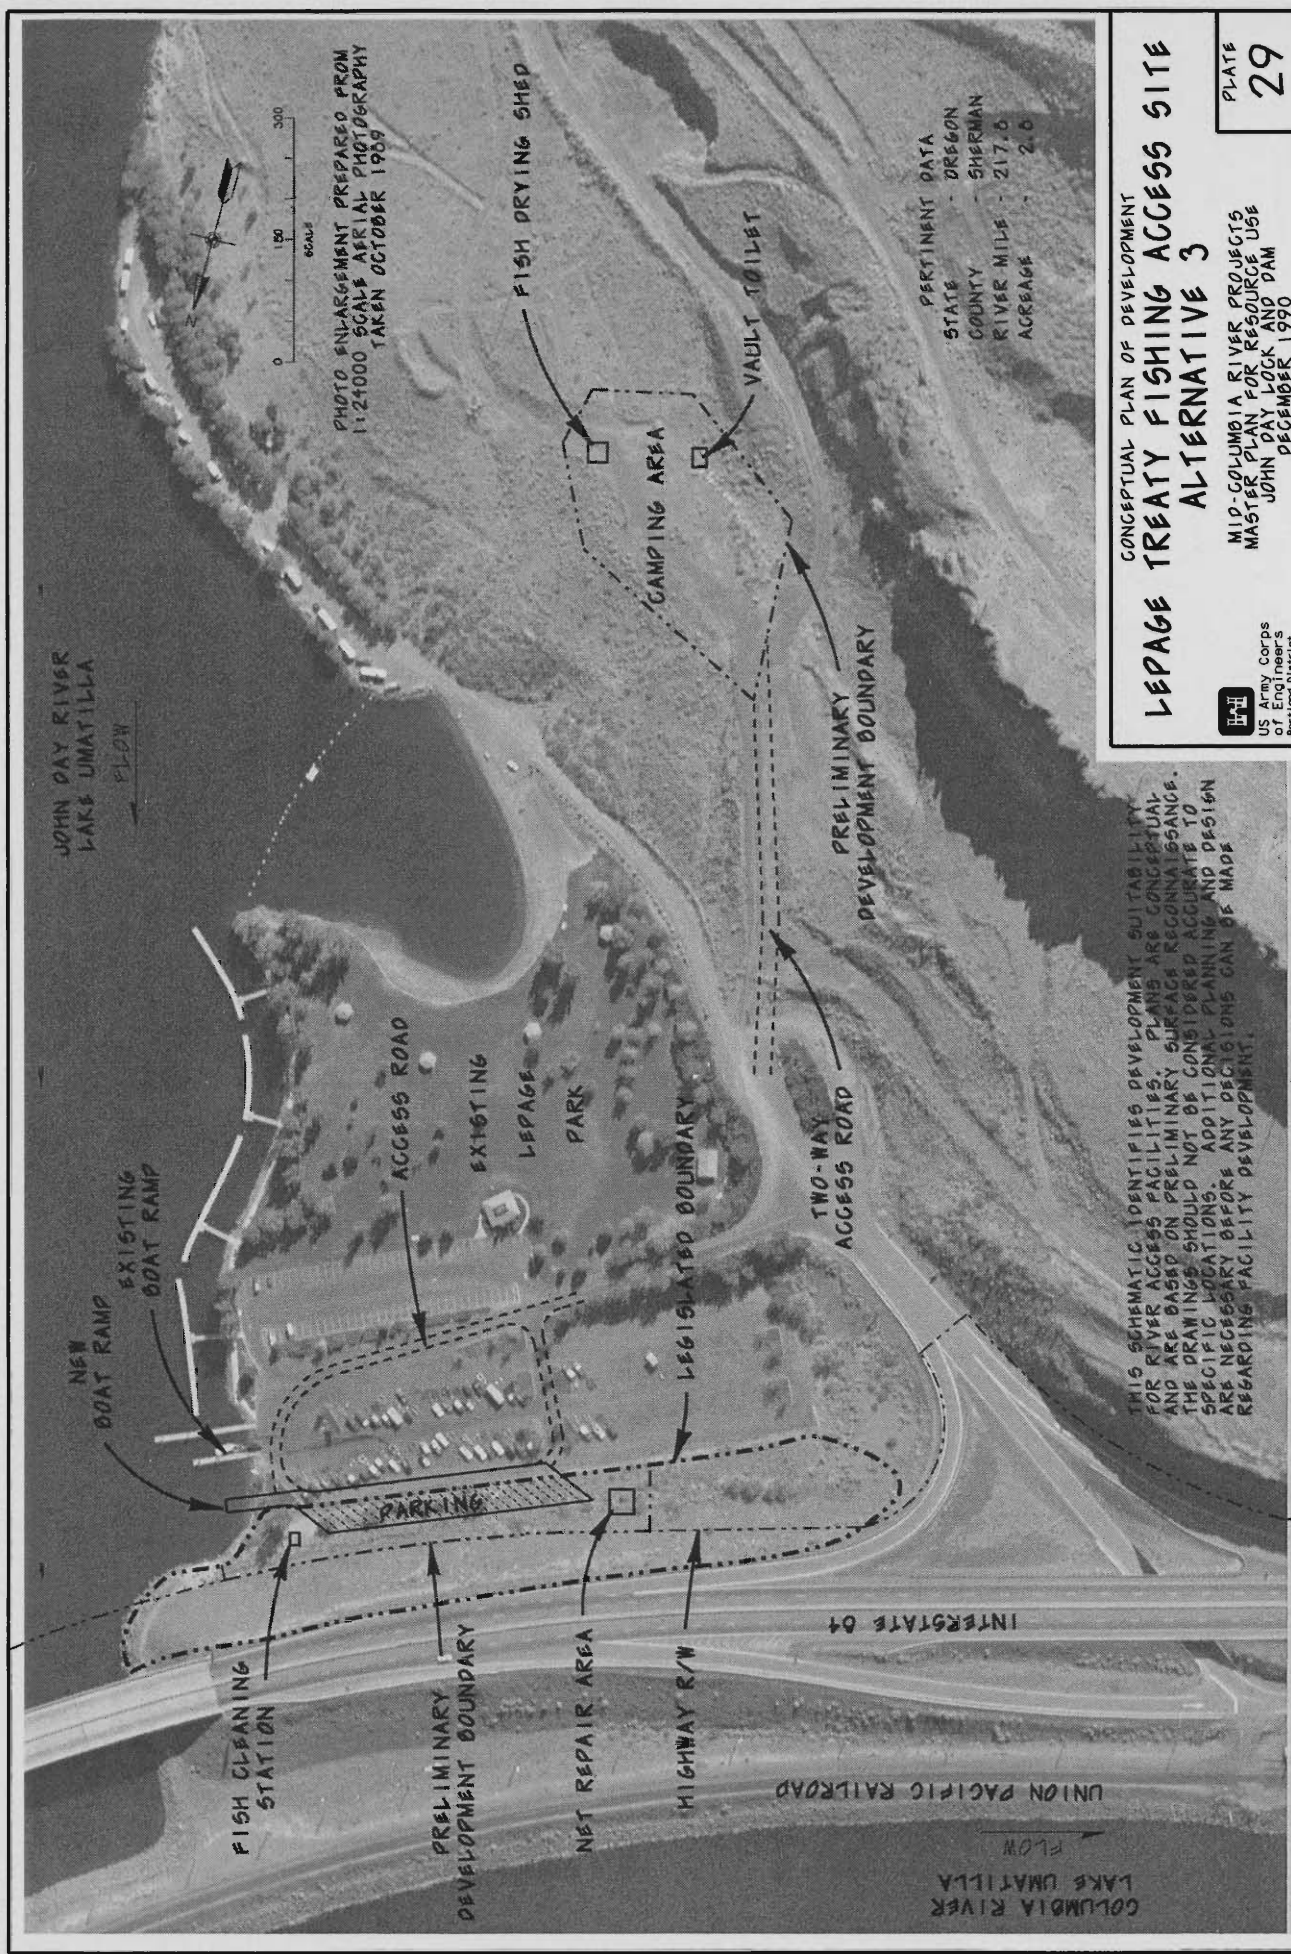 JOHN DAY RIVER
LAKE UMATILLA
FLOW
0 150 300
SCALE
N
PHOTO ENLARGEMENT PREPARED FROM
1:24000 SCALE AERIAL PHOTOGRAPHY
TAKEN OCTOBER 1989
FISH DRYING SHED
CAMPING AREA
VAULT TOILET
PERTINENT DATA
STATE - OREGON
COUNTY - SHERMAN
RIVER MILE - 217.8
ACREAGE - 2.8
NEW
BOAT RAMP
EXISTING
BOAT RAMP
ACCESS ROAD
EXISTING
LEPAGE
PARK
LEGISLATED BOUNDARY
TWO-WAY
ACCESS ROAD
PRELIMINARY
DEVELOPMENT BOUNDARY
PARKING
FISH CLEANING
STATION
PRELIMINARY
DEVELOPMENT BOUNDARY
NET REPAIR AREA
HIGHWAY R/W
INTERSTATE 84
UNION PACIFIC RAILROAD
FLOW
COLUMBIA RIVER
LAKE UMATILLA
THIS SCHEMATIC IDENTIFIES DEVELOPMENT SUITABILITY
FOR RIVER ACCESS FACILITIES. PLANS ARE CONCEPTUAL
AND ARE BASED ON PRELIMINARY SURFACE RECONNAISSANCE.
THE DRAWINGS SHOULD NOT BE CONSIDERED ACCURATE TO
SPECIFIC LOCATIONS. ADDITIONAL PLANNING AND DESIGN
ARE NECESSARY BEFORE ANY DECISIONS CAN BE MADE
REGARDING FACILITY DEVELOPMENT.
CONCEPTUAL PLAN OF DEVELOPMENT
LEPAGE TREATY FISHING ACCESS SITE
ALTERNATIVE 3
US Army Corps
of Engineers
Portland District
MID-COLUMBIA RIVER PROJECTS
MASTER PLAN FOR RESOURCE USE
JOHN DAY LOCK AND DAM
DECEMBER 1990
PLATE
29